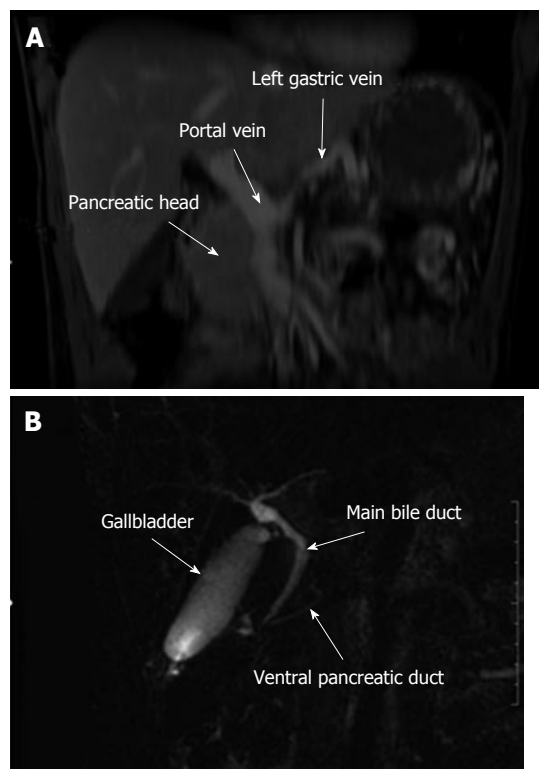 A
Left gastric vein
Portal vein
Pancreatic head
B
Gallbladder
Main bile duct
Ventral pancreatic duct